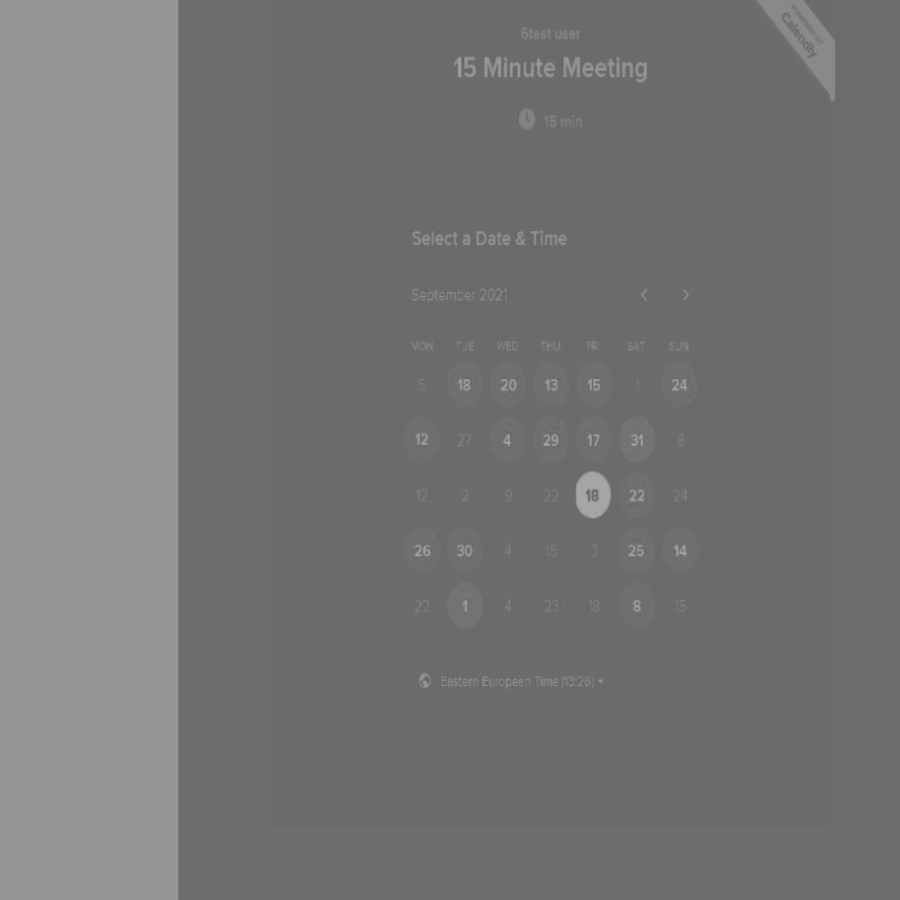 6test user
POWERED BY
Calendly
15 Minute Meeting
15 min
Select a Date & Time
September 2021
MON TUE WED THU FRI SAT SUN
5 18 20 13 15 1 24
12 27 4 29 17 31 8
12 2 9 22 18 22 24
26 30 4 15 3 25 14
22 1 4 23 18 8 15
Eastern European Time (13:26)